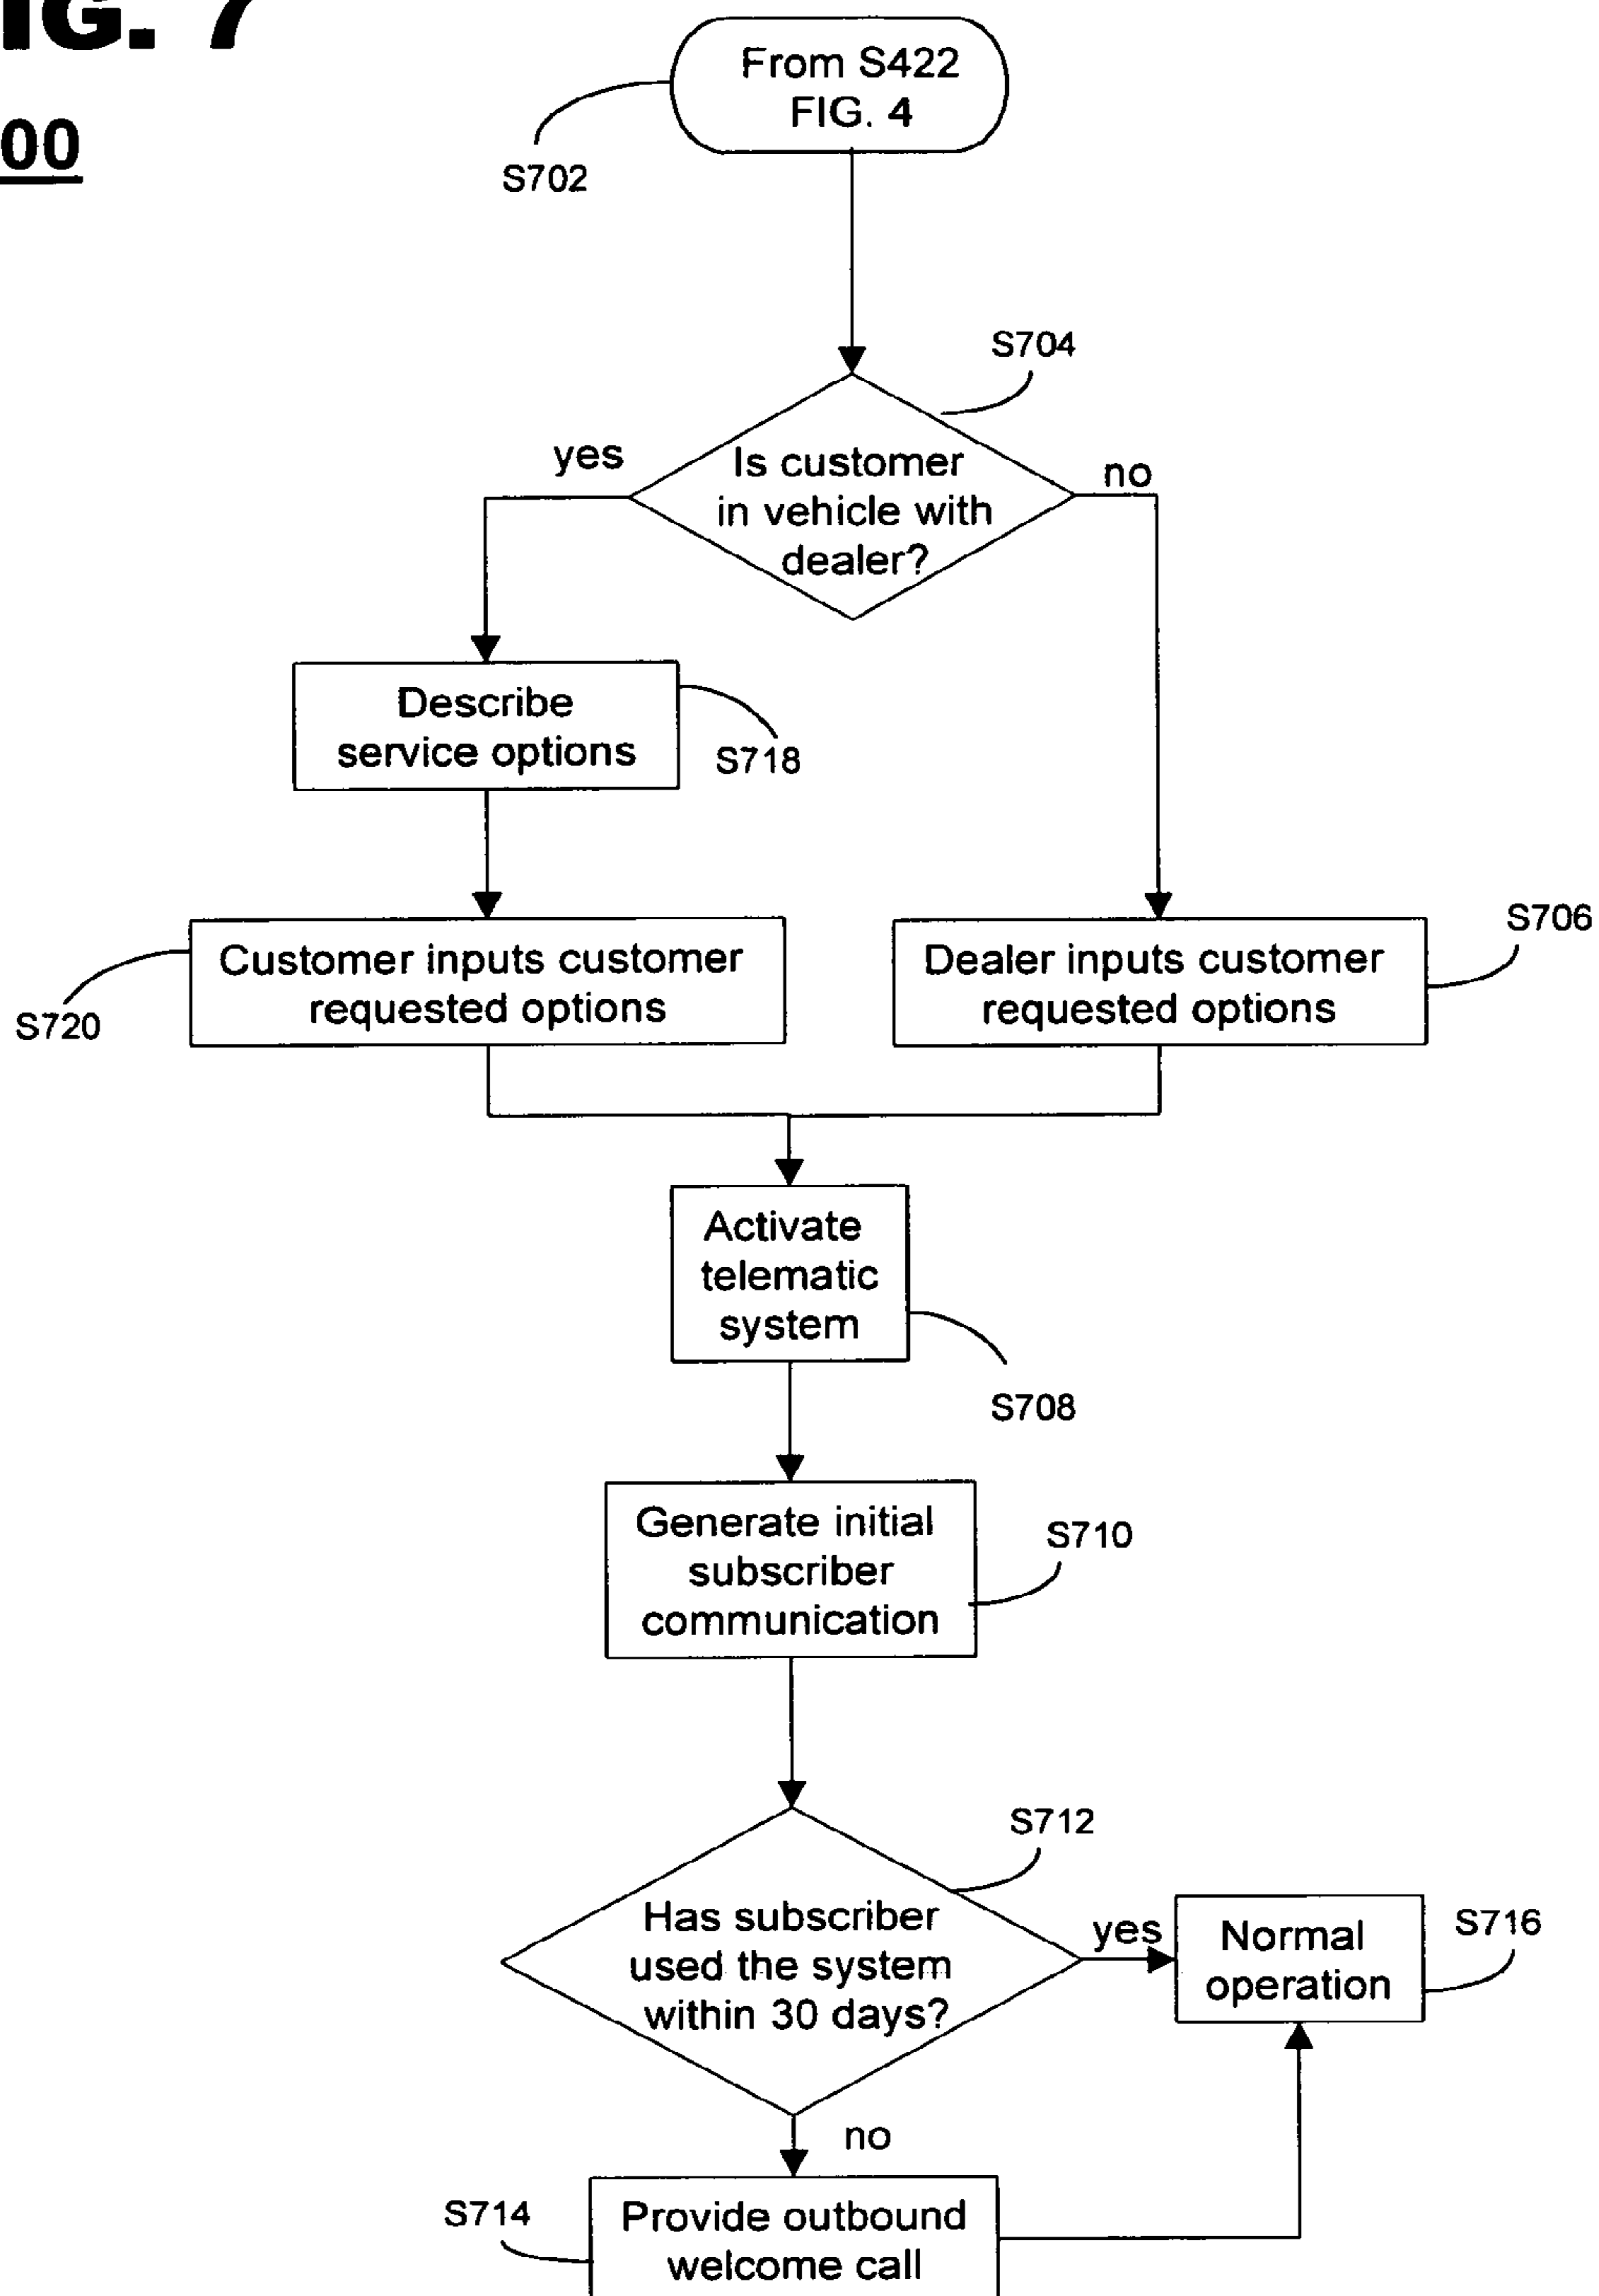 IG. 7
00
From S422
FIG. 4
S702
S704
yes
no
Is customer
in vehicle with
dealer?
Describe
service options
S718
Customer inputs customer
requested options
S720
Dealer inputs customer
requested options
S706
Activate
telematic
system
S708
Generate initial
subscriber
communication
S710
S712
Has subscriber
used the system
within 30 days?
yes
Normal
operation
S716
no
S714
Provide outbound
welcome call